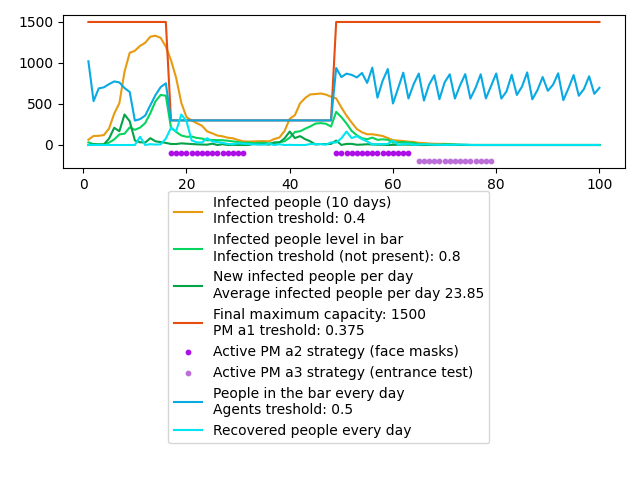 1500
1000
500
0
0 20 40 60 80 100
Infected people (10 days)
Infection treshold: 0.4
Infected people level in bar
Infection treshold (not present): 0.8
New infected people per day
Average infected people per day 23.85
Final maximum capacity: 1500
PM a1 treshold: 0.375
Active PM a2 strategy (face masks)
Active PM a3 strategy (entrance test)
People in the bar every day
Agents treshold: 0.5
Recovered people every day